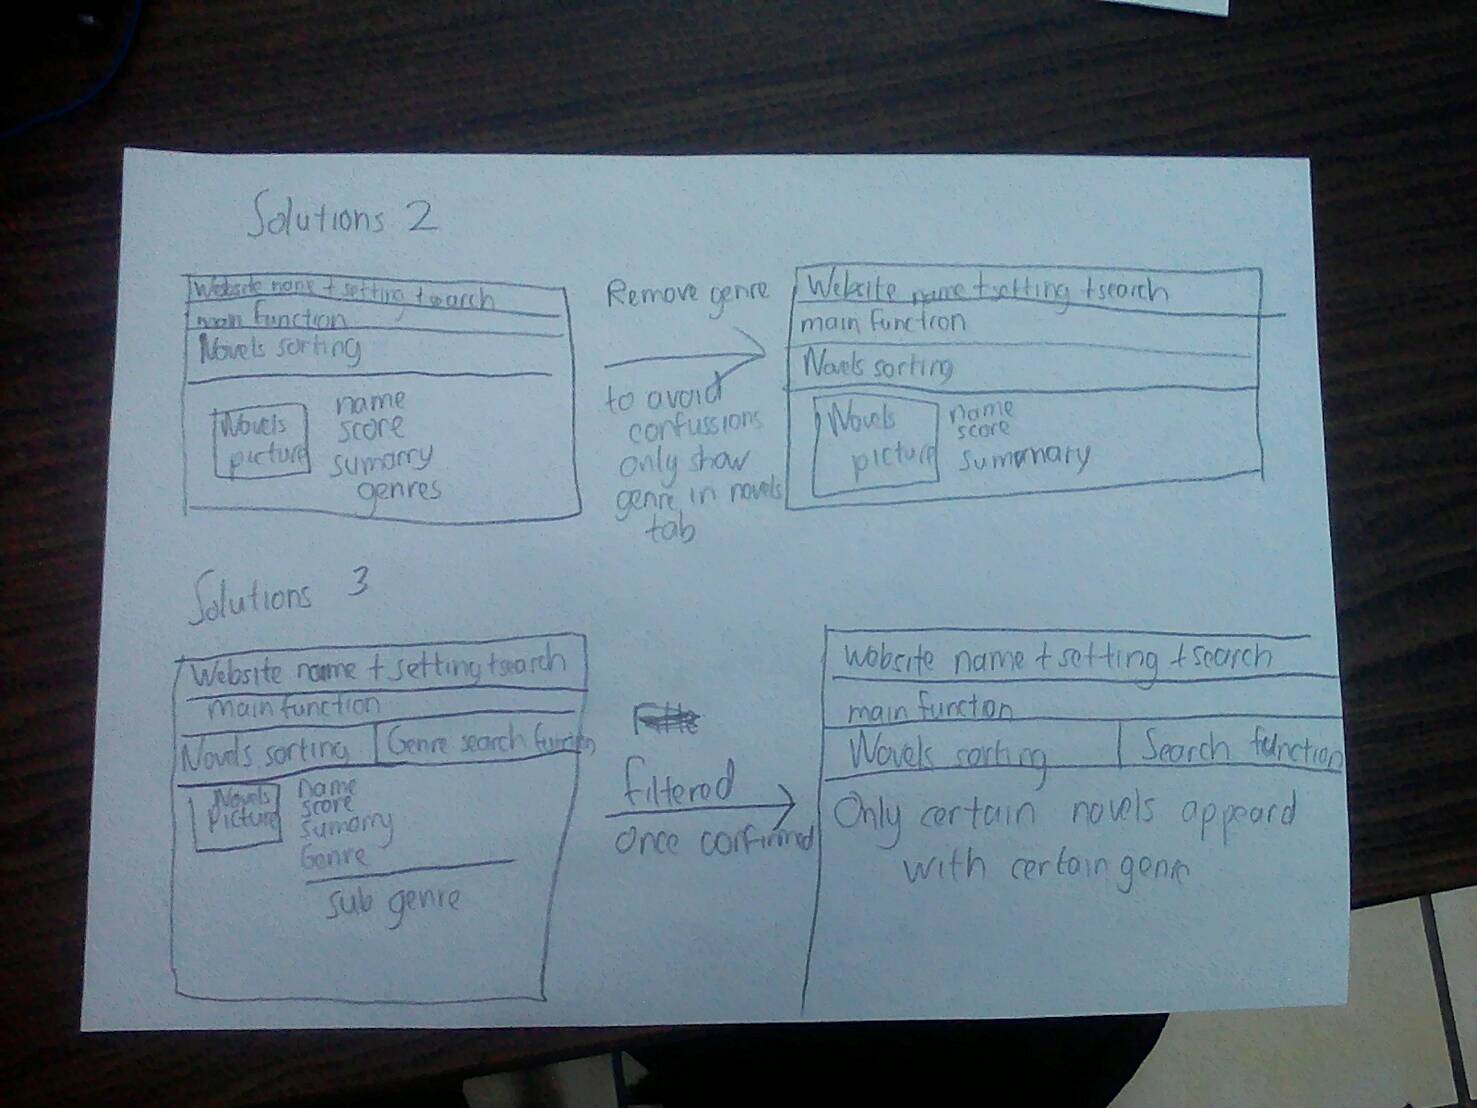 Solutions 2
Website name + setting + search
main function
Novels sorting
Novels
picture
name
score
sumarry
genres
Remove genre
to avoid
confussions
only show
genre in novels
tab
Website name + setting + search
main function
Novels sorting
Novels
picture
name
score
summary
Solutions 3
Website name + setting + search
main function
Novels sorting
Genre search function
Novels
Picture
name
score
sumarry
Genre
sub genre
filtered
once confirmed
website name + setting + search
main function
Novels sorting
Search function
Only certain novels appeard
with certain genre